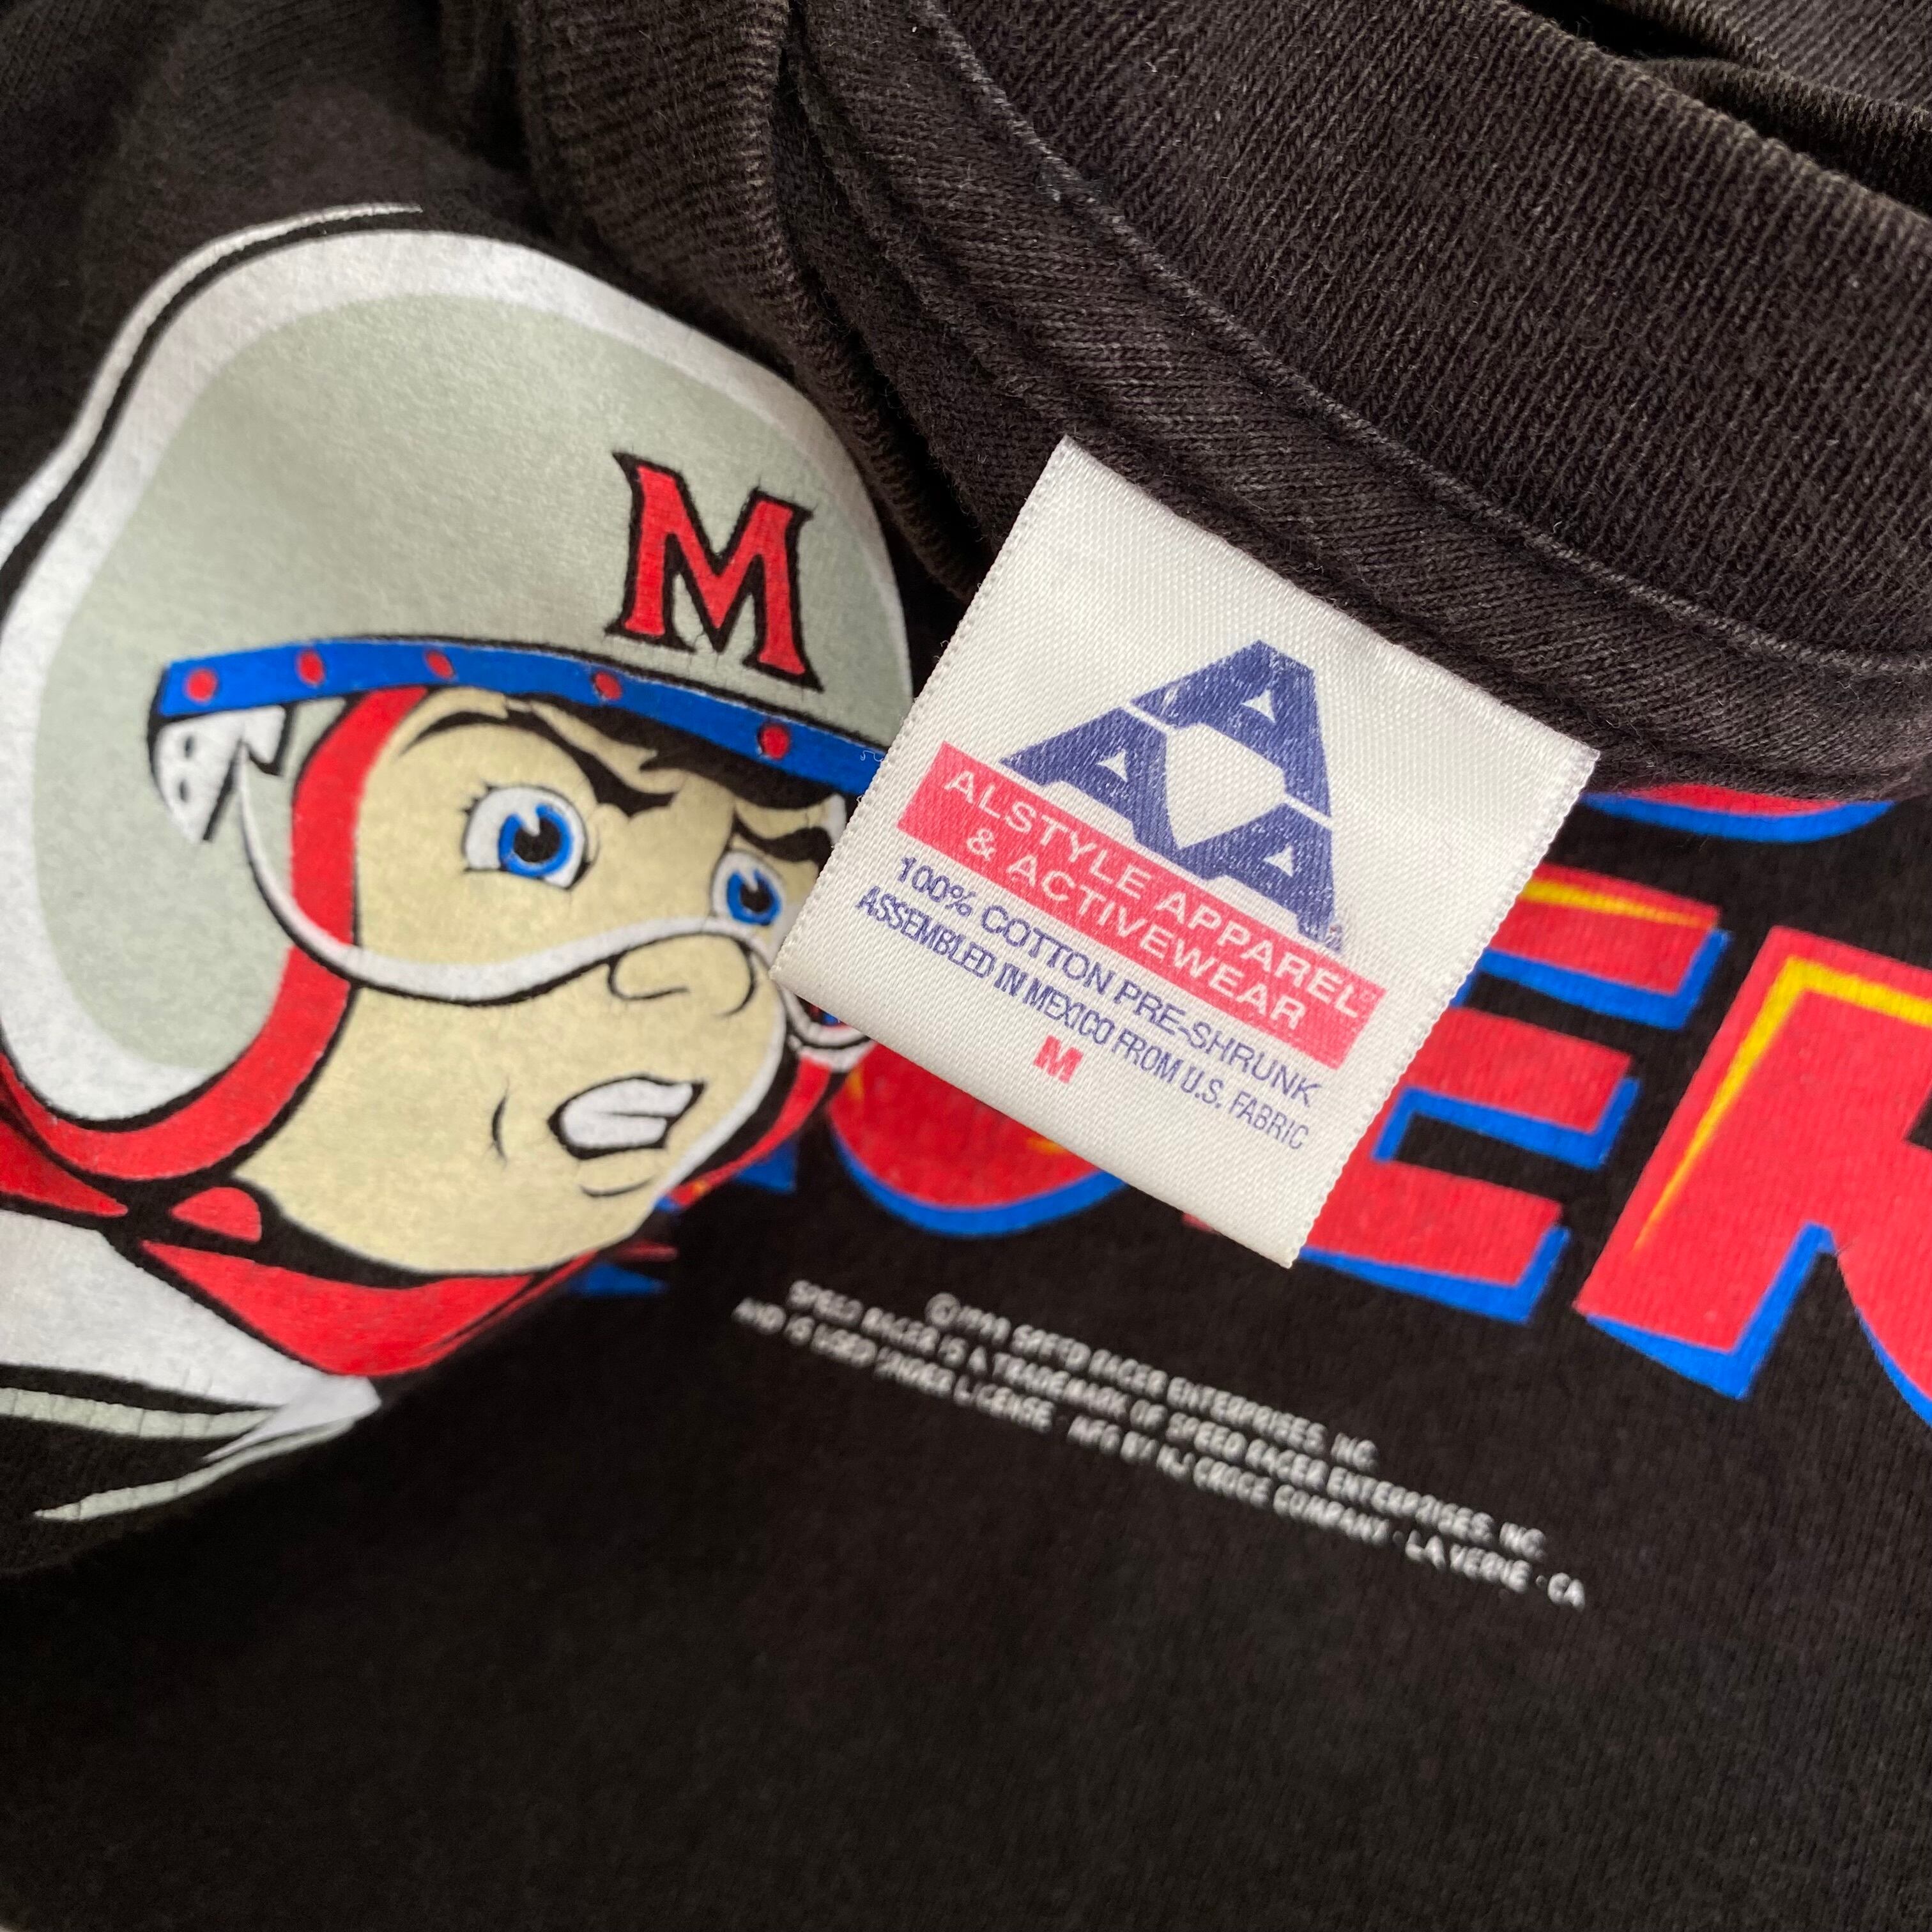 M
AAA
ALSTYLE APPAREL
& ACTIVEWEAR
100% COTTON PRE-SHRUNK
ASSEMBLED IN MEXICO FROM U.S. FABRIC
M
ER
© SPEED RACER ENTERPRISES, INC.
SPEED RACER IS A TRADEMARK OF SPEED RACER ENTERPRISES, INC.
AND IS USED UNDER LICENSE · MFG BY NJ CROCE COMPANY · LA VERNE · CA